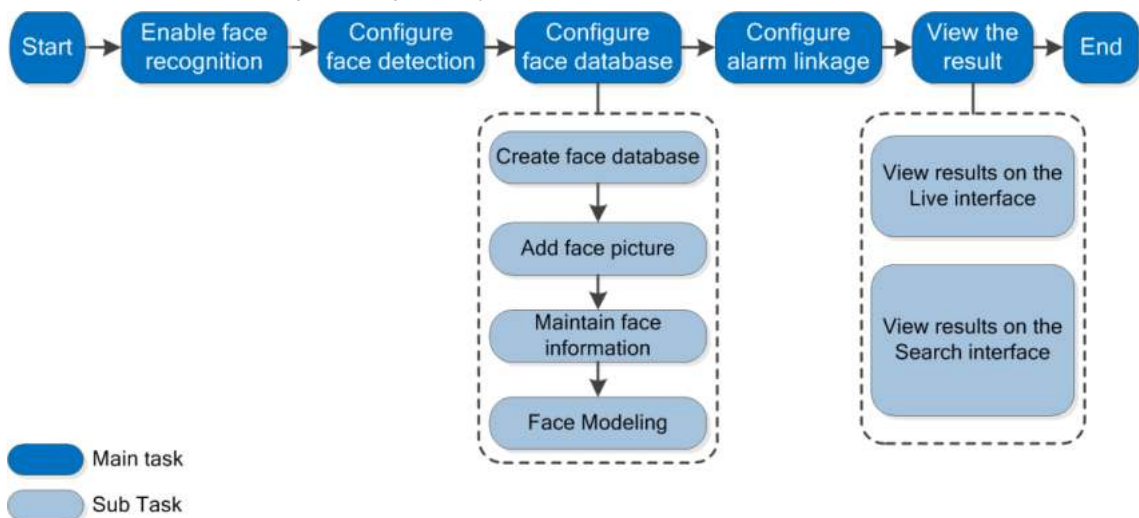 Start
Enable face
recognition
Configure
face detection
Configure
face database
Configure
alarm linkage
View the
result
End
Create face database
Add face picture
Maintain face
information
Face Modeling
View results on the
Live interface
View results on the
Search interface
Main task
Sub Task